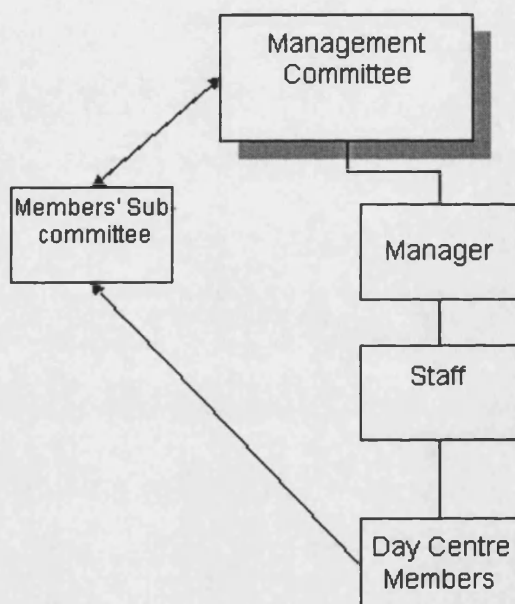 Management
Committee
Members' Sub
committee
Manager
Staff
Day Centre
Members